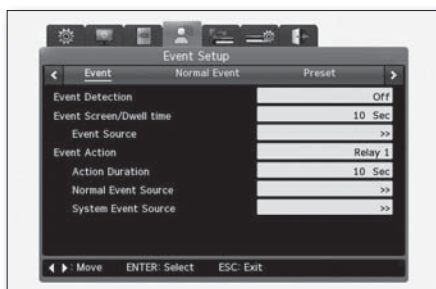 Event Setup
< Event Normal Event Preset >
Event Detection Off
Event Screen/Dwell time 10 Sec
Event Source >>
Event Action Relay 1
Action Duration 10 Sec
Normal Event Source >>
System Event Source >>
◀ ▶ : Move ENTER: Select ESC: Exit